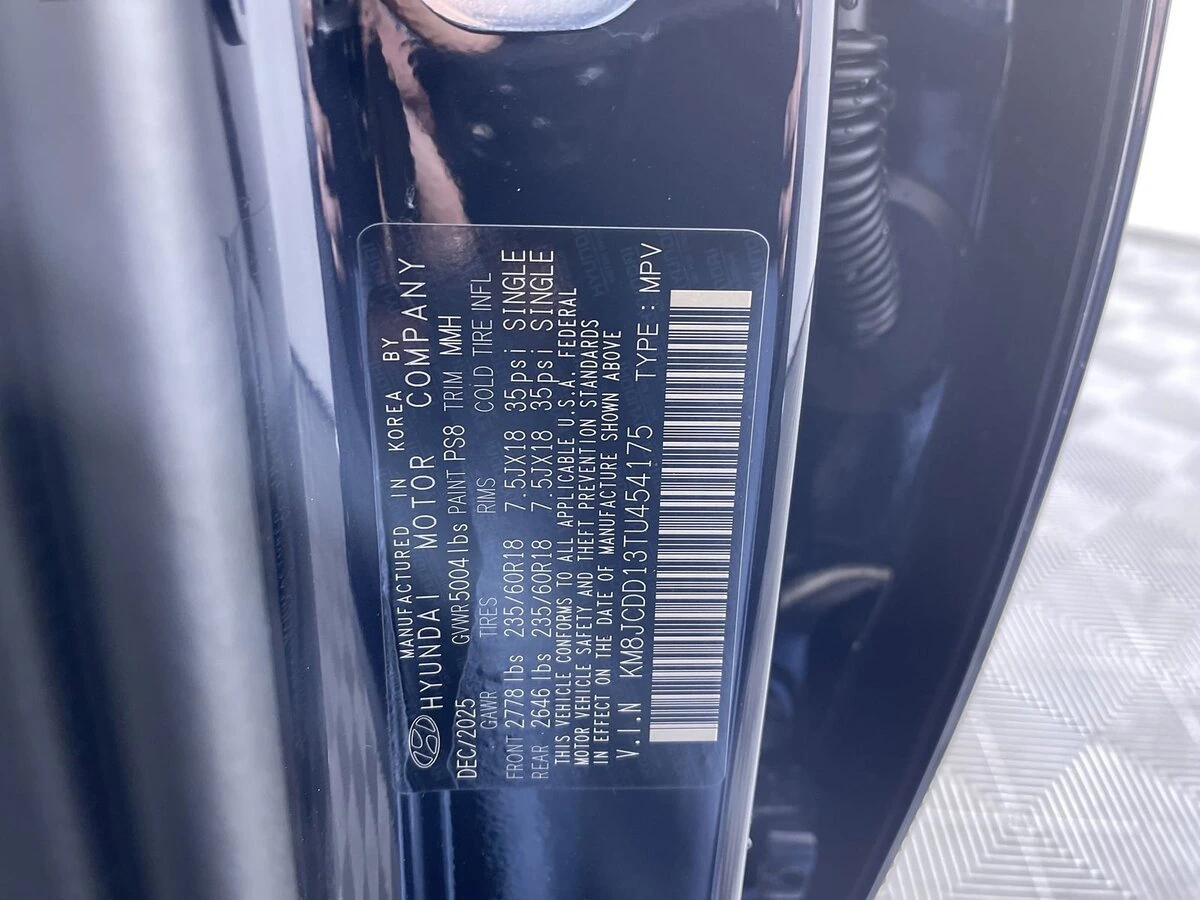 MANUFACTURED IN KOREA BY
HYUNDAI MOTOR COMPANY
DEC/2025 GVWR5004lbs PAINT PS8 TRIM MMH
GAWR TIRES RIMS COLD TIRE INFL
FRONT 2778lbs 235/60R18 7.5JX18 35psi SINGLE
REAR 2646lbs 235/60R18 7.5JX18 35psi SINGLE
THIS VEHICLE CONFORMS TO ALL APPLICABLE U.S.A. FEDERAL
MOTOR VEHICLE SAFETY AND THEFT PREVENTION STANDARDS
IN EFFECT ON THE DATE OF MANUFACTURE SHOWN ABOVE
V.I.N KM8JCDD13TU454175 TYPE : MPV